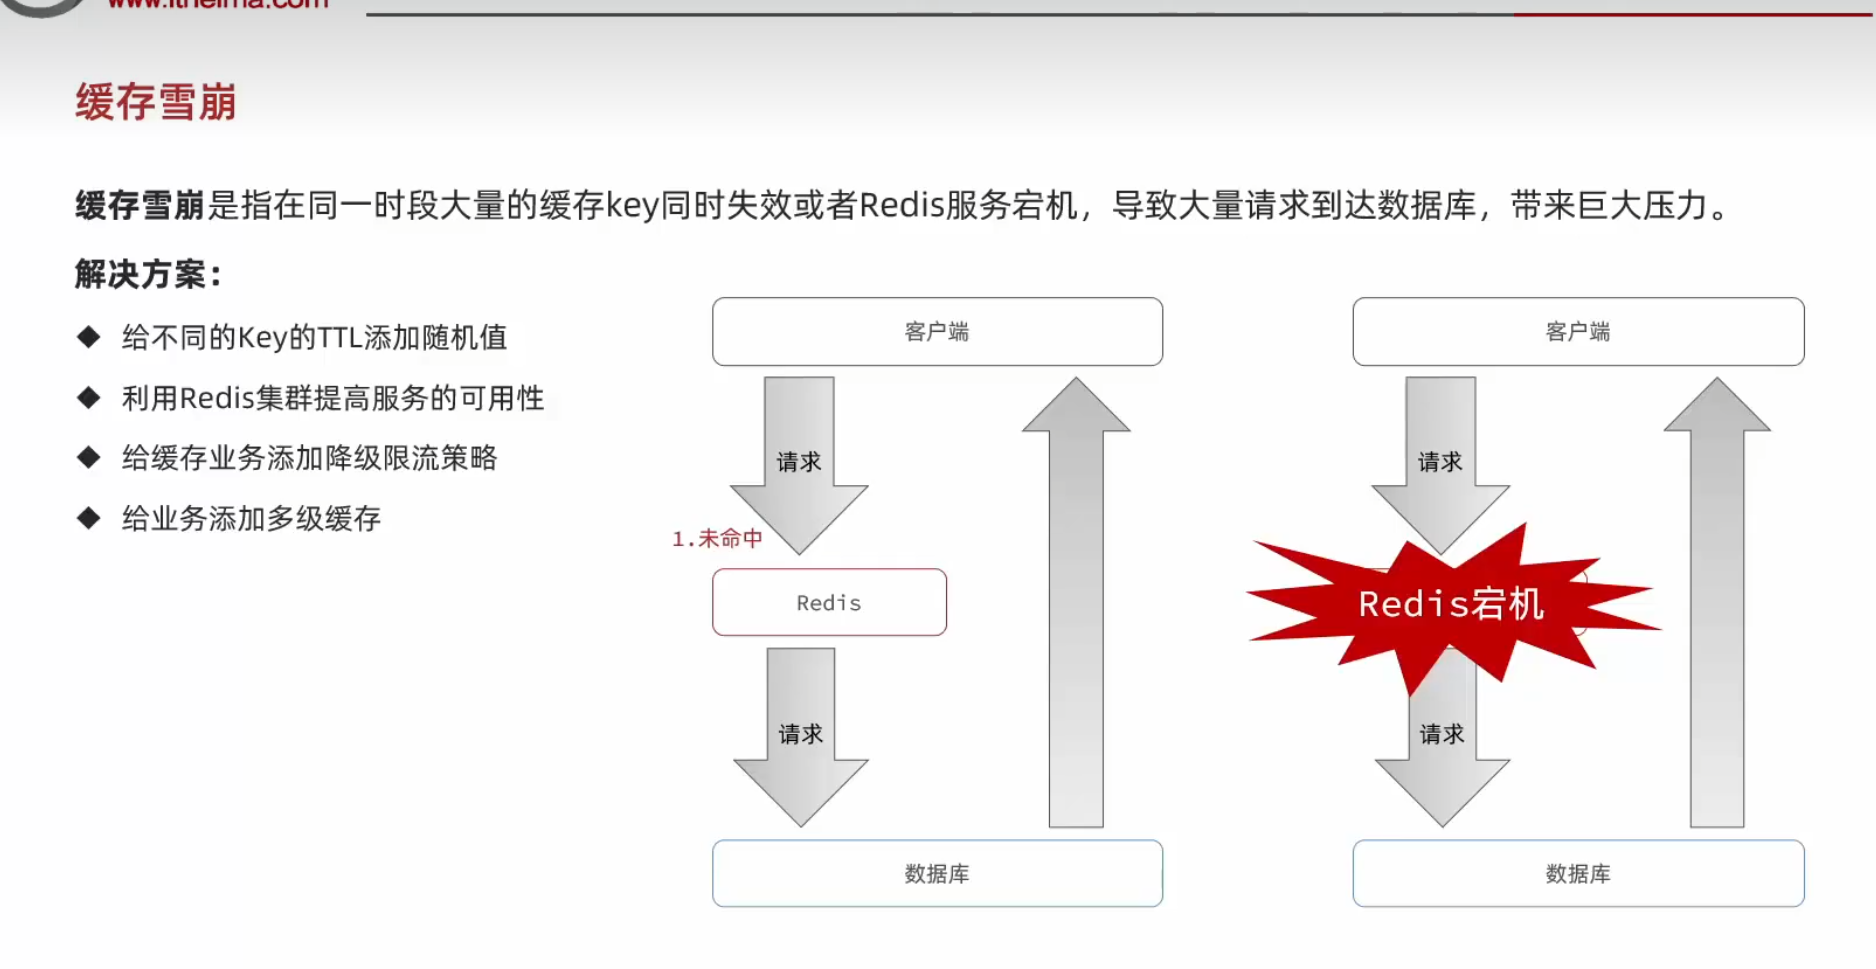 www.itheima.com
缓存雪崩
缓存雪崩是指在同一时段大量的缓存key同时失效或者Redis服务宕机，导致大量请求到达数据库，带来巨大压力。
解决方案：
◆ 给不同的Key的TTL添加随机值
◆ 利用Redis集群提高服务的可用性
◆ 给缓存业务添加降级限流策略
◆ 给业务添加多级缓存
客户端
请求
1.未命中
Redis
请求
数据库
客户端
请求
Redis宕机
请求
数据库